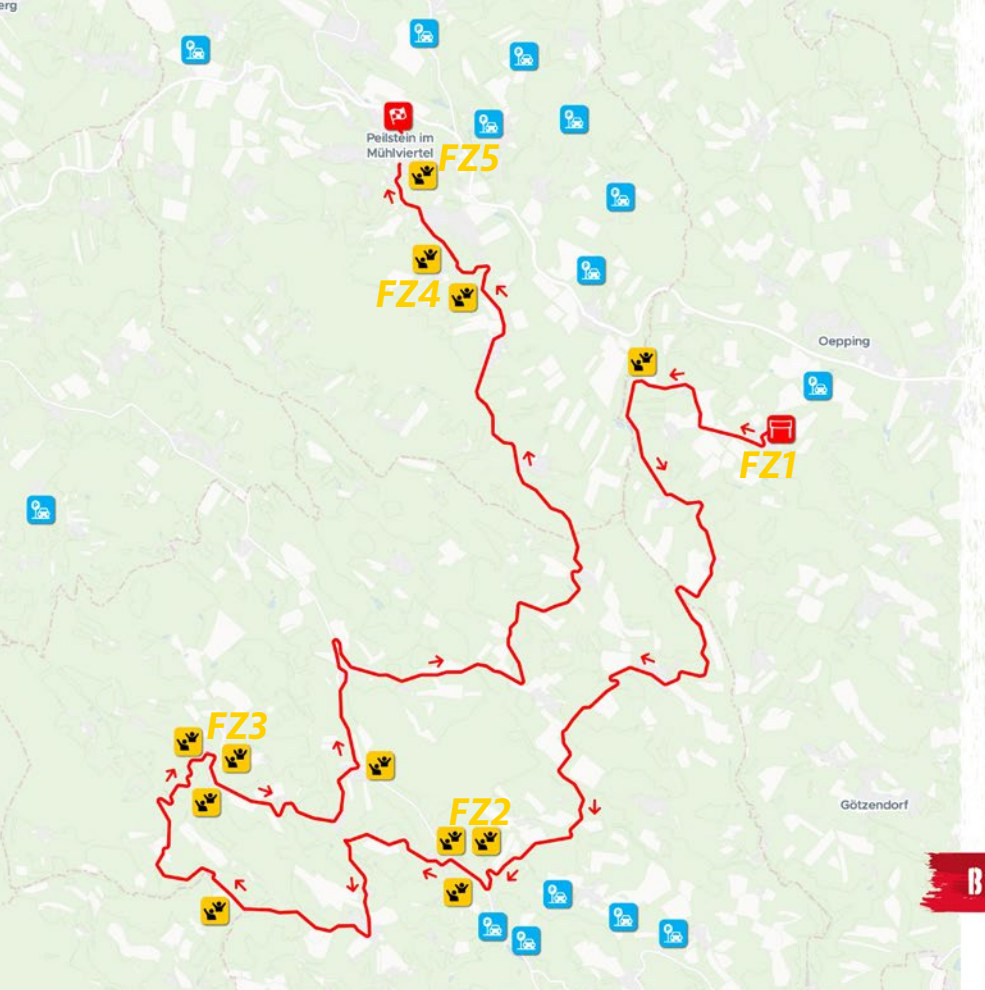 erg
Peilstein im
Mühlviertel
FZ5
FZ4
Oepping
FZ1
FZ3
FZ2
Götzendorf
B